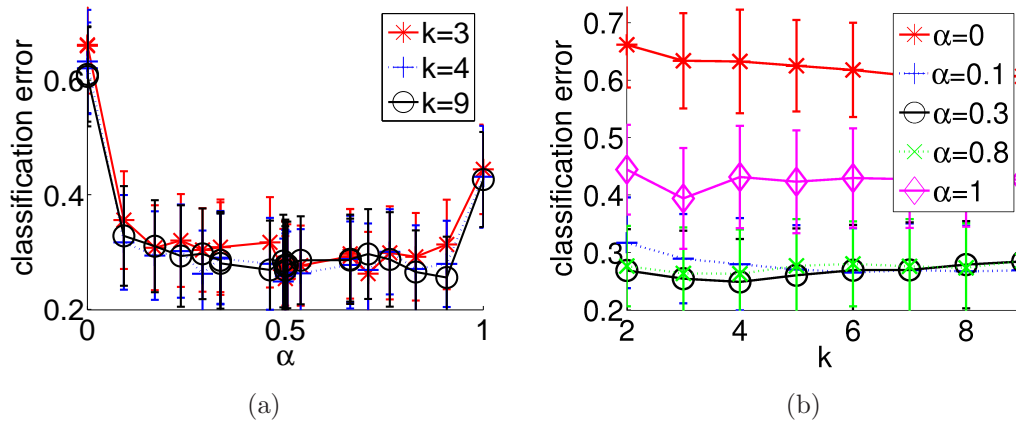 classification error
0.6
0.4
0.2
0
0.5
1
α
k=3
k=4
k=9
(a)
classification error
0.7
0.6
0.5
0.4
0.3
0.2
2
4
6
8
k
α=0
α=0.1
α=0.3
α=0.8
α=1
(b)